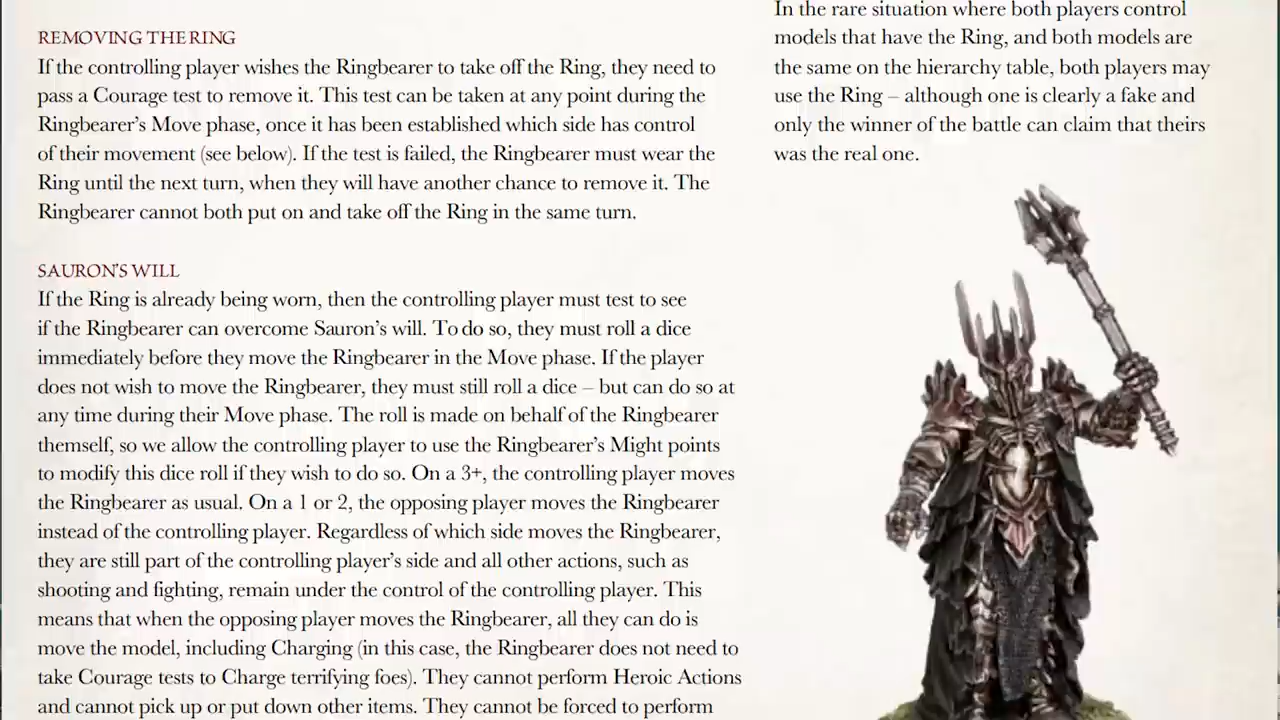 REMOVING THE RING
If the controlling player wishes the Ringbearer to take off the Ring, they need to
pass a Courage test to remove it. This test can be taken at any point during the
Ringbearer's Move phase, once it has been established which side has control
of their movement (see below). If the test is failed, the Ringbearer must wear the
Ring until the next turn, when they will have another chance to remove it. The
Ringbearer cannot both put on and take off the Ring in the same turn.
SAURON'S WILL
If the Ring is already being worn, then the controlling player must test to see
if the Ringbearer can overcome Sauron's will. To do so, they must roll a dice
immediately before they move the Ringbearer in the Move phase. If the player
does not wish to move the Ringbearer, they must still roll a dice – but can do so at
any time during their Move phase. The roll is made on behalf of the Ringbearer
themself, so we allow the controlling player to use the Ringbearer's Might points
to modify this dice roll if they wish to do so. On a 3+, the controlling player moves
the Ringbearer as usual. On a 1 or 2, the opposing player moves the Ringbearer
instead of the controlling player. Regardless of which side moves the Ringbearer,
they are still part of the controlling player's side and all other actions, such as
shooting and fighting, remain under the control of the controlling player. This
means that when the opposing player moves the Ringbearer, all they can do is
move the model, including Charging (in this case, the Ringbearer does not need to
take Courage tests to Charge terrifying foes). They cannot perform Heroic Actions
and cannot pick up or put down other items. They cannot be forced to perform
In the rare situation where both players control
models that have the Ring, and both models are
the same on the hierarchy table, both players may
use the Ring – although one is clearly a fake and
only the winner of the battle can claim that theirs
was the real one.